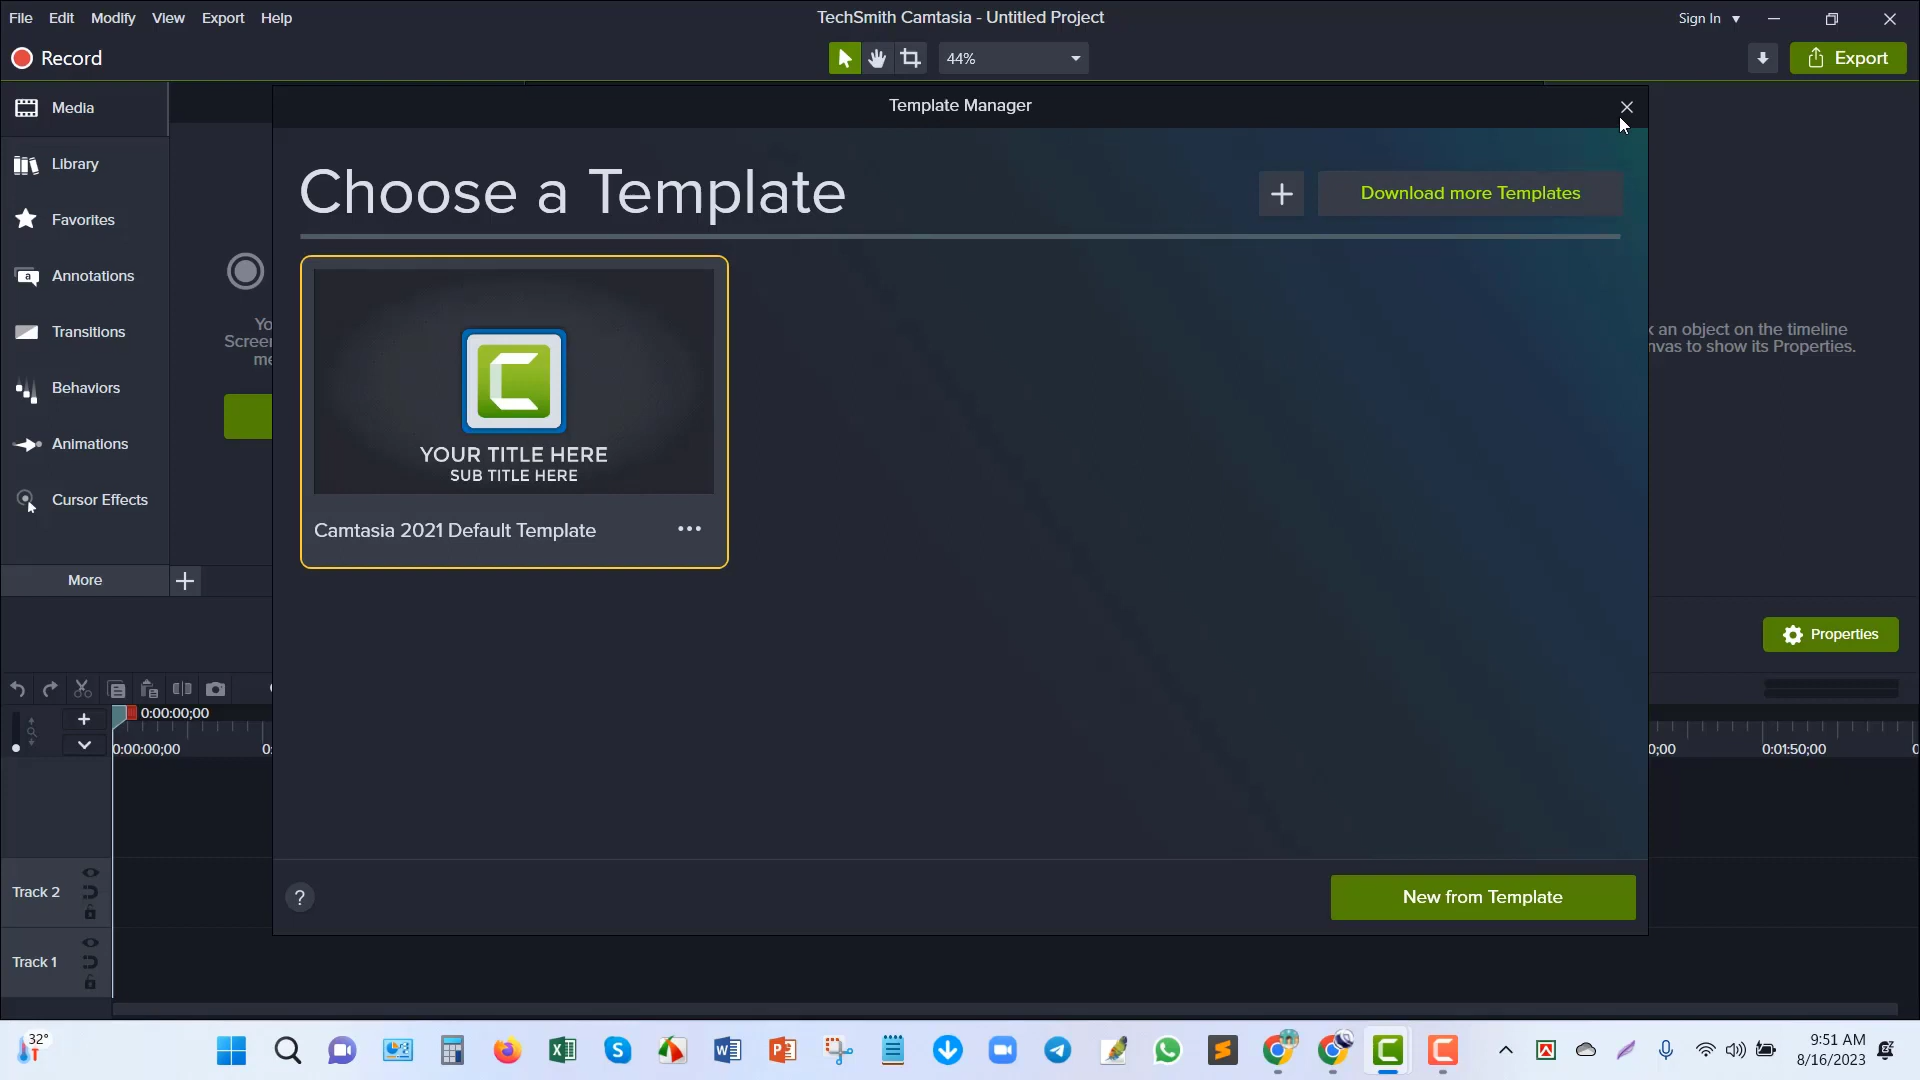 File Edit Modify View Export Help
TechSmith Camtasia - Untitled Project
Sign In
Record
44%
Export
Media
Library
Favorites
Annotations
Transitions
Behaviors
Animations
Cursor Effects
More
Template Manager
Choose a Template
Download more Templates
YOUR TITLE HERE
SUB TITLE HERE
Camtasia 2021 Default Template
?
New from Template
an object on the timeline
to show its Properties.
Properties
0:00:00;00
0:00:00;00
0:01:50;00
Track 2
Track 1
32°
9:51 AM
8/16/2023